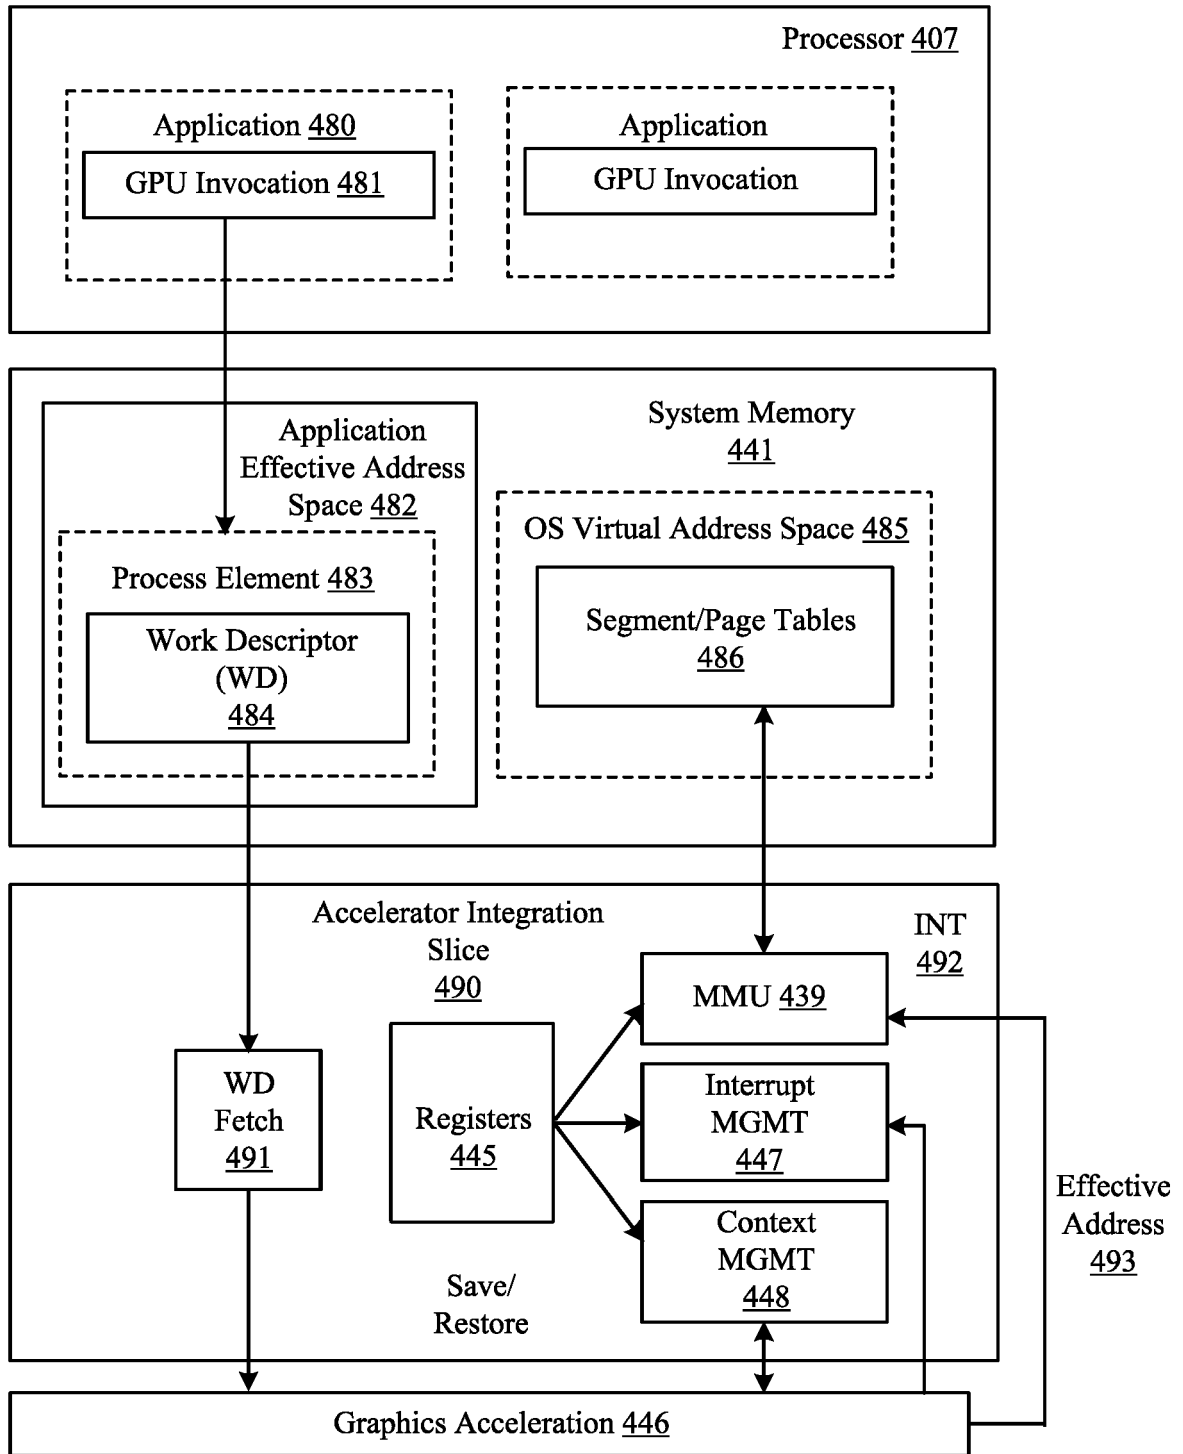 Processor 407
Application 480
GPU Invocation 481
Application
GPU Invocation
Application
Effective Address
Space 482
Process Element 483
Work Descriptor
(WD)
484
System Memory
441
OS Virtual Address Space 485
Segment/Page Tables
486
Accelerator Integration
Slice
490
INT
492
MMU 439
WD
Fetch
491
Registers
445
Interrupt
MGMT
447
Context
MGMT
448
Save/
Restore
Effective
Address
493
Graphics Acceleration 446